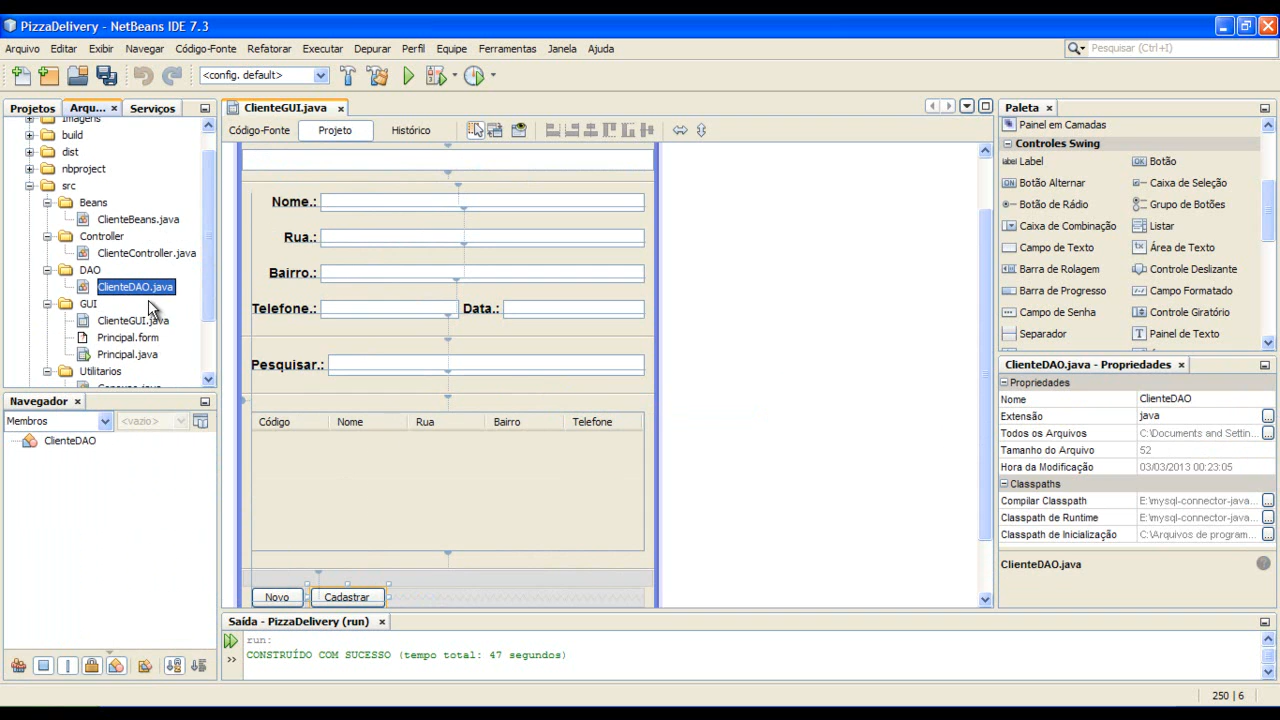 PizzaDelivery - NetBeans IDE 7.3
Arquivo Editar Exibir Navegar Código-Fonte Refatorar Executar Depurar Perfil Equipe Ferramentas Janela Ajuda
Pesquisar (Ctrl+I)
<config. default>
Projetos Arqu... Serviços
Imagens
build
dist
nbproject
src
Beans
ClienteBeans.java
Controller
ClienteController.java
DAO
ClienteDAO.java
GUI
ClienteGUI.java
Principal.form
Principal.java
Utilitarios
Navegador
Membros <vazio>
ClienteDAO
ClienteGUI.java
Código-Fonte Projeto Histórico
Nome.:
Rua.:
Bairro.:
Telefone.: Data.:
Pesquisar.:
Código Nome Rua Bairro Telefone
Novo Cadastrar
Saída - PizzaDelivery (run)
run:
CONSTRUÍDO COM SUCESSO (tempo total: 47 segundos)
Paleta
Painel em Camadas
Controles Swing
label Label OK Botão
ON Botão Alternar Caixa de Seleção
Botão de Rádio Grupo de Botões
Caixa de Combinação Listar
Campo de Texto Área de Texto
Barra de Rolagem Controle Deslizante
Barra de Progresso Campo Formatado
Campo de Senha Controle Giratório
Separador T Painel de Texto
ClienteDAO.java - Propriedades
Propriedades
Nome ClienteDAO
Extensão java
Todos os Arquivos C:\Documents and Settin...
Tamanho do Arquivo 52
Hora da Modificação 03/03/2013 00:23:05
Classpaths
Compilar Classpath E:\mysql-connector-java...
Classpath de Runtime E:\mysql-connector-java...
Classpath de Inicialização C:\Arquivos de program...
ClienteDAO.java
250 | 6